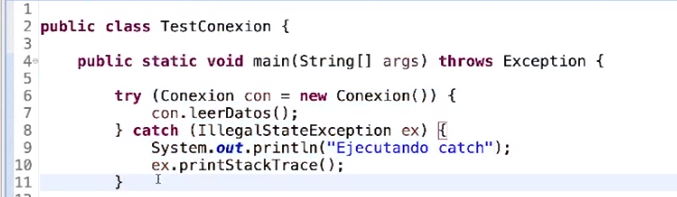 1
2 public class TestConexion {
3
4     public static void main(String[] args) throws Exception {
5
6         try (Conexion con = new Conexion()) {
7             con.leerDatos();
8         } catch (IllegalStateException ex) {
9             System.out.println("Ejecutando catch");
10             ex.printStackTrace();
11         }